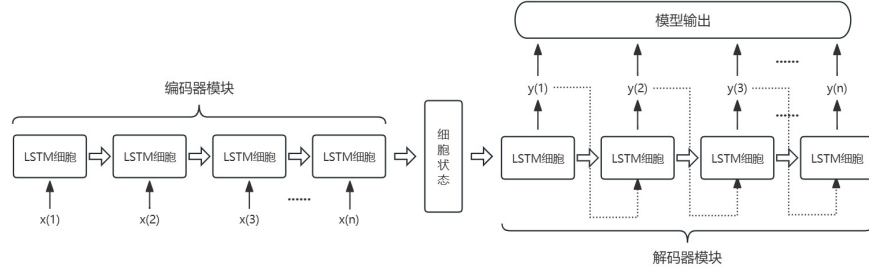 模型输出
y(1) y(2) y(3) y(n)
......
......
编码器模块
LSTM细胞 LSTM细胞 LSTM细胞 LSTM细胞
细胞状态
LSTM细胞 LSTM细胞 LSTM细胞 LSTM细胞
x(1) x(2) x(3) ...... x(n)
解码器模块